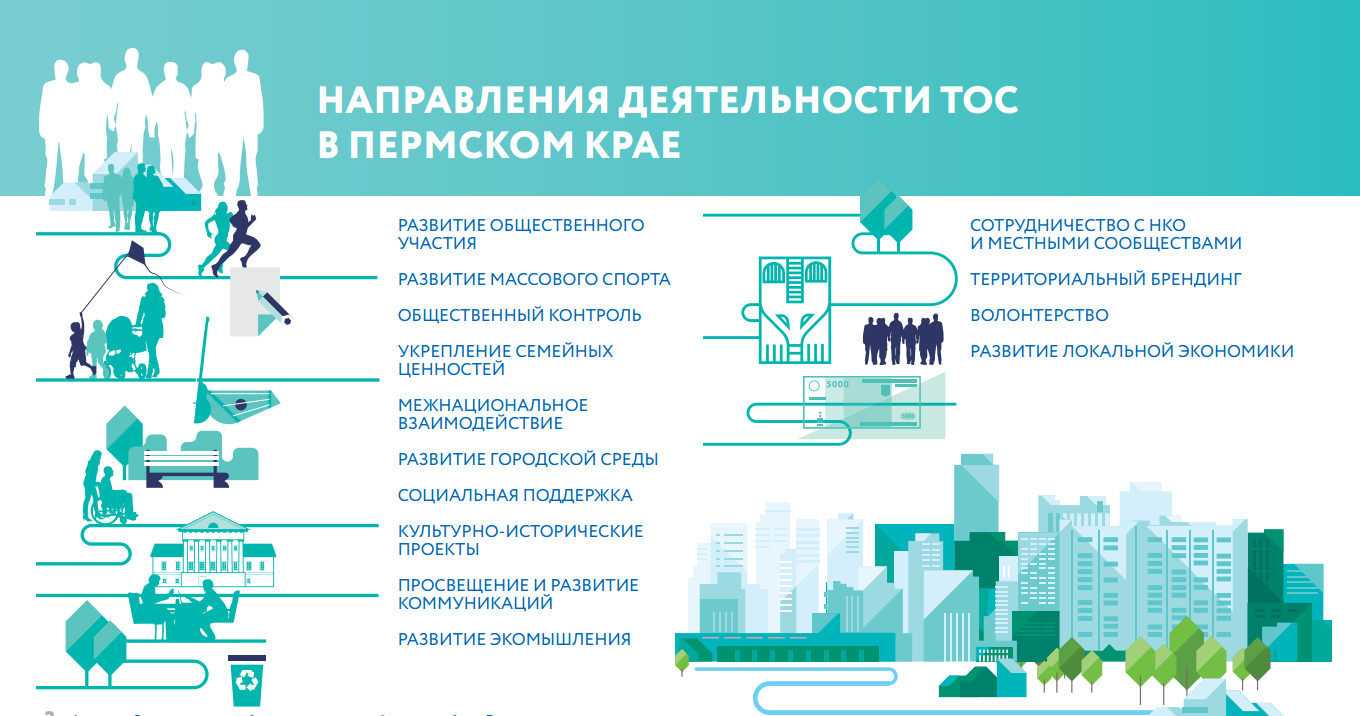 НАПРАВЛЕНИЯ ДЕЯТЕЛЬНОСТИ ТОС
В ПЕРМСКОМ КРАЕ
РАЗВИТИЕ ОБЩЕСТВЕННОГО
УЧАСТИЯ
РАЗВИТИЕ МАССОВОГО СПОРТА
ОБЩЕСТВЕННЫЙ КОНТРОЛЬ
УКРЕПЛЕНИЕ СЕМЕЙНЫХ
ЦЕННОСТЕЙ
МЕЖНАЦИОНАЛЬНОЕ
ВЗАИМОДЕЙСТВИЕ
РАЗВИТИЕ ГОРОДСКОЙ СРЕДЫ
СОЦИАЛЬНАЯ ПОДДЕРЖКА
КУЛЬТУРНО-ИСТОРИЧЕСКИЕ
ПРОЕКТЫ
ПРОСВЕЩЕНИЕ И РАЗВИТИЕ
КОММУНИКАЦИЙ
РАЗВИТИЕ ЭКОМЫШЛЕНИЯ
СОТРУДНИЧЕСТВО С НКО
И МЕСТНЫМИ СООБЩЕСТВАМИ
ТЕРРИТОРИАЛЬНЫЙ БРЕНДИНГ
ВОЛОНТЕРСТВО
РАЗВИТИЕ ЛОКАЛЬНОЙ ЭКОНОМИКИ
5000